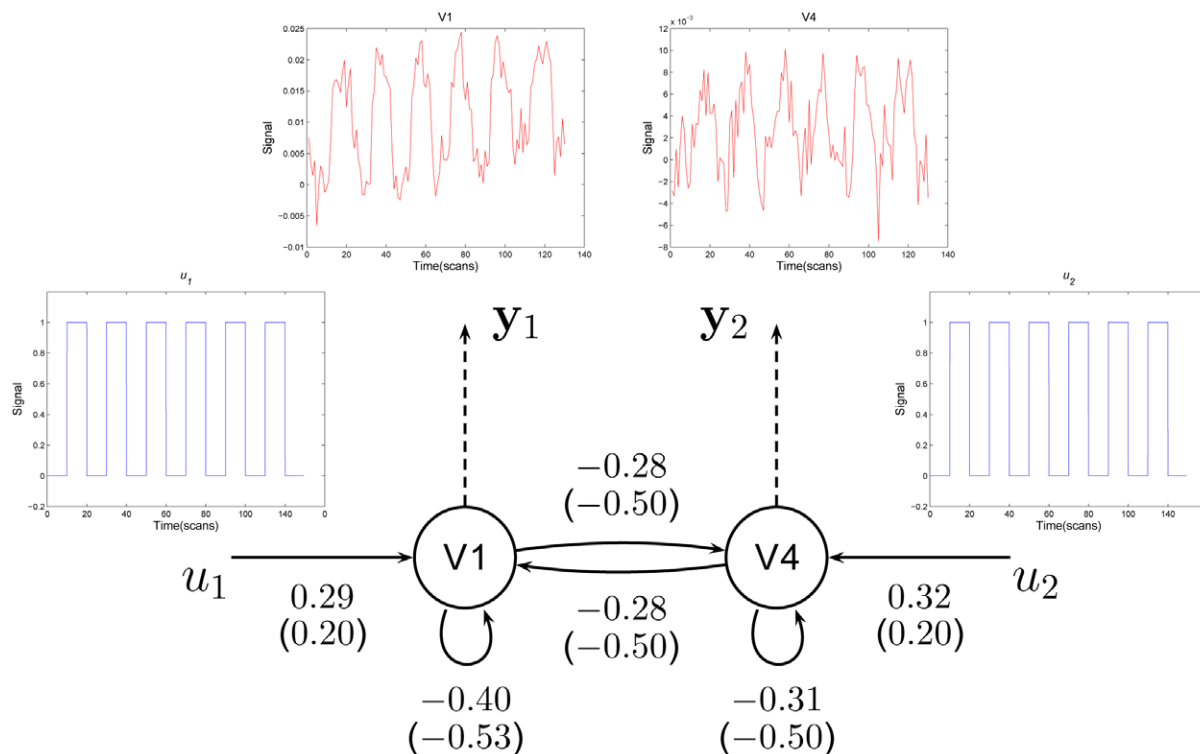 V1
0.025
0.02
0.015
0.01
0.005
0
−0.005
−0.01
Signal
0 20 40 60 80 100 120 140
Time(scans)
V4
× 10⁻³
12
10
8
6
4
2
0
−2
−4
−6
−8
Signal
0 20 40 60 80 100 120 140
Time(scans)
u₁
1
0.8
0.6
0.4
0.2
0
−0.2
Signal
0 20 40 60 80 100 140 0
Time(scans)
y₁
y₂
u₂
1
0.8
0.6
0.4
0.2
0
−0.2
Signal
0 20 40 60 80 100 140
Time(scans)
−0.28
(−0.50)
V1
V4
u₁
0.29
(0.20)
−0.28
(−0.50)
0.32
(0.20)
u₂
−0.40
(−0.53)
−0.31
(−0.50)